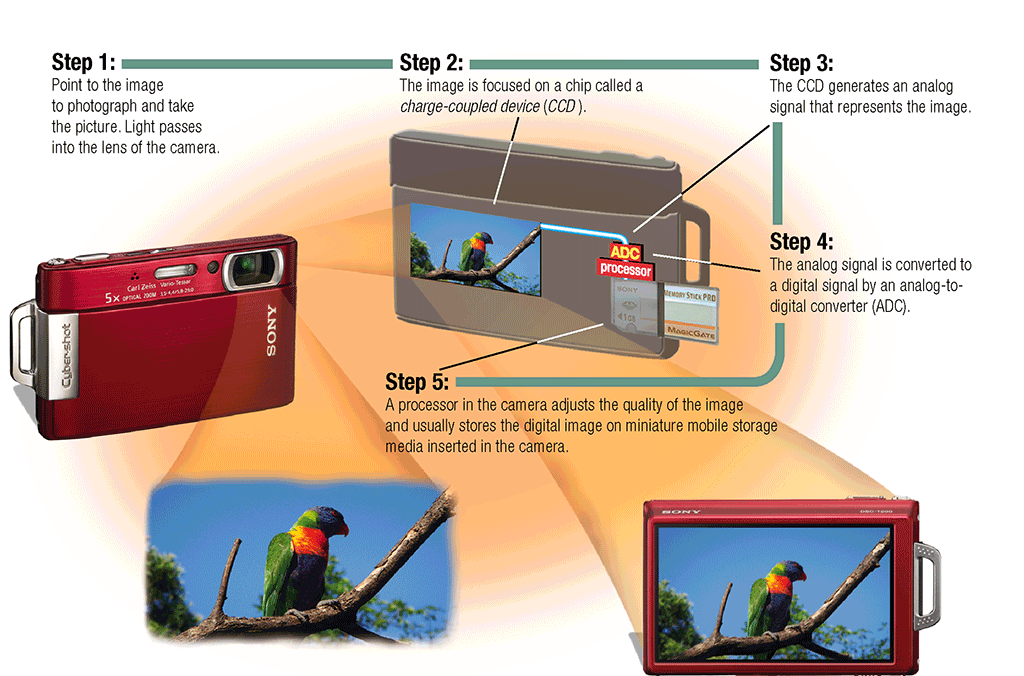 Step 1:
Point to the image
to photograph and take
the picture. Light passes
into the lens of the camera.
Step 2:
The image is focused on a chip called a
charge-coupled device (CCD ).
Step 3:
The CCD generates an analog
signal that represents the image.
Step 4:
The analog signal is converted to
a digital signal by an analog-to-
digital converter (ADC).
ADC
processor
SONY
1GB
MEMORY STICK PRO
MAGICGATE
Carl Zeiss Vario-Tessar
5x OPTICAL ZOOM
SONY
Cyber-shot
Step 5:
A processor in the camera adjusts the quality of the image
and usually stores the digital image on miniature mobile storage
media inserted in the camera.
SONY
DSC-T200